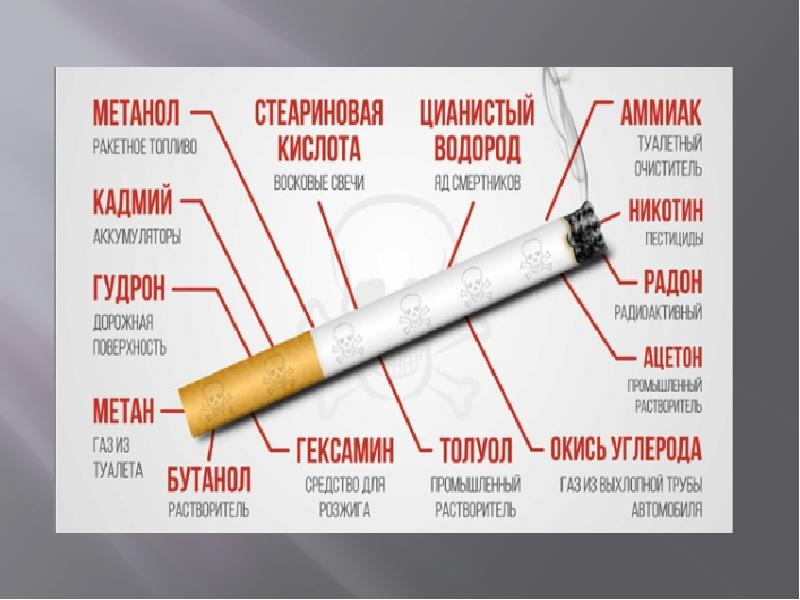 МЕТАНОЛ
РАКЕТНОЕ ТОПЛИВО
СТЕАРИНОВАЯ
КИСЛОТА
ВОСКОВЫЕ СВЕЧИ
ЦИАНИСТЫЙ
ВОДОРОД
ЯД СМЕРТНИКОВ
АММИАК
ТУАЛЕТНЫЙ
ОЧИСТИТЕЛЬ
КАДМИЙ
АККУМУЛЯТОРЫ
НИКОТИН
ПЕСТИЦИДЫ
ГУДРОН
ДОРОЖНАЯ
ПОВЕРХНОСТЬ
РАДОН
РАДИОАКТИВНЫЙ
АЦЕТОН
ПРОМЫШЛЕННЫЙ
РАСТВОРИТЕЛЬ
МЕТАН
ГАЗ ИЗ
ТУАЛЕТА
БУТАНОЛ
РАСТВОРИТЕЛЬ
ГЕКСАМИН
СРЕДСТВО ДЛЯ
РОЗЖИГА
ТОЛУОЛ
ПРОМЫШЛЕННЫЙ
РАСТВОРИТЕЛЬ
ОКИСЬ УГЛЕРОДА
ГАЗ ИЗ ВЫХЛОПНОЙ ТРУБЫ
АВТОМОБИЛЯ